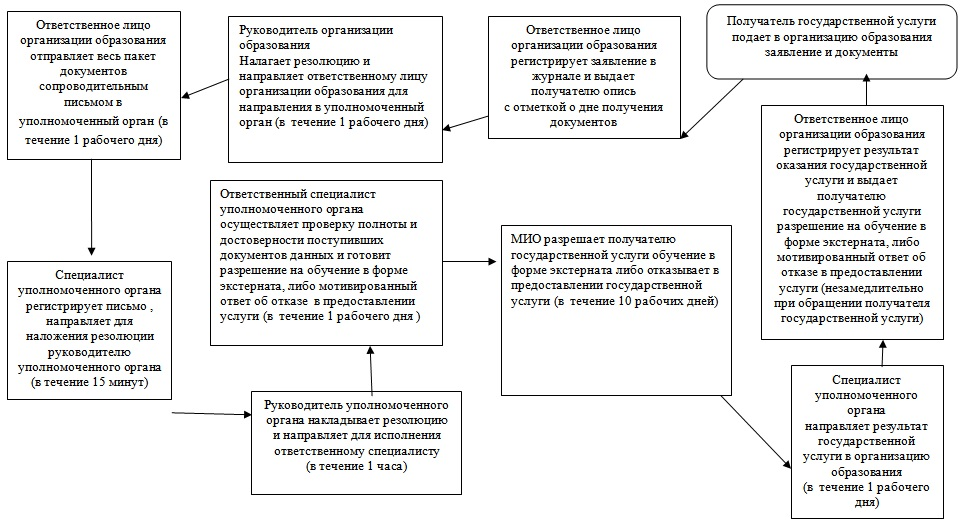 Получатель государственной услуги
подает в организацию образования
заявление и документы
Ответственное лицо
организации образования
регистрирует заявление в
журнале и выдает
получателю опись
с отметкой о дне получения
документов
Руководитель организации
образования
Налагает резолюцию и
направляет ответственному лицу
организации образования для
направления в уполномоченный
орган (в  течение 1 рабочего дня)
Ответственное лицо
организации образования
отправляет весь пакет
документов
сопроводительным
письмом в
уполномоченный орган (в
течение 1 рабочего дня)
Специалист
уполномоченного органа
регистрирует письмо ,
направляет для
наложения резолюции
руководителю
уполномоченного органа
(в течение 15 минут)
Руководитель уполномоченного
органа накладывает резолюцию
и направляет для исполнения
ответственному специалисту
(в течение 1 часа)
Ответственный специалист
уполномоченного органа
осуществляет проверку полноты и
достоверности поступивших
документов данных и готовит
разрешение на обучение в форме
экстерната, либо мотивированный
ответ об отказе  в предоставлении
услуги (в  течение 1 рабочего дня )
МИО разрешает получателю
государственной услуги обучение в
форме экстерната либо отказывает в
предоставлении государственной
услуги (в  течение 10 рабочих дней)
Специалист
уполномоченного
органа
направляет результат
государственной
услуги в организацию
образования
(в  течение 1 рабочего
дня)
Ответственное лицо
организации образования
регистрирует результат
оказания государственной
услуги и выдает
получателю
государственной услуги
разрешение на обучение в
форме экстерната, либо
мотивированный ответ об
отказе в предоставлении
услуги (незамедлительно
при обращении получателя
государственной услуги)